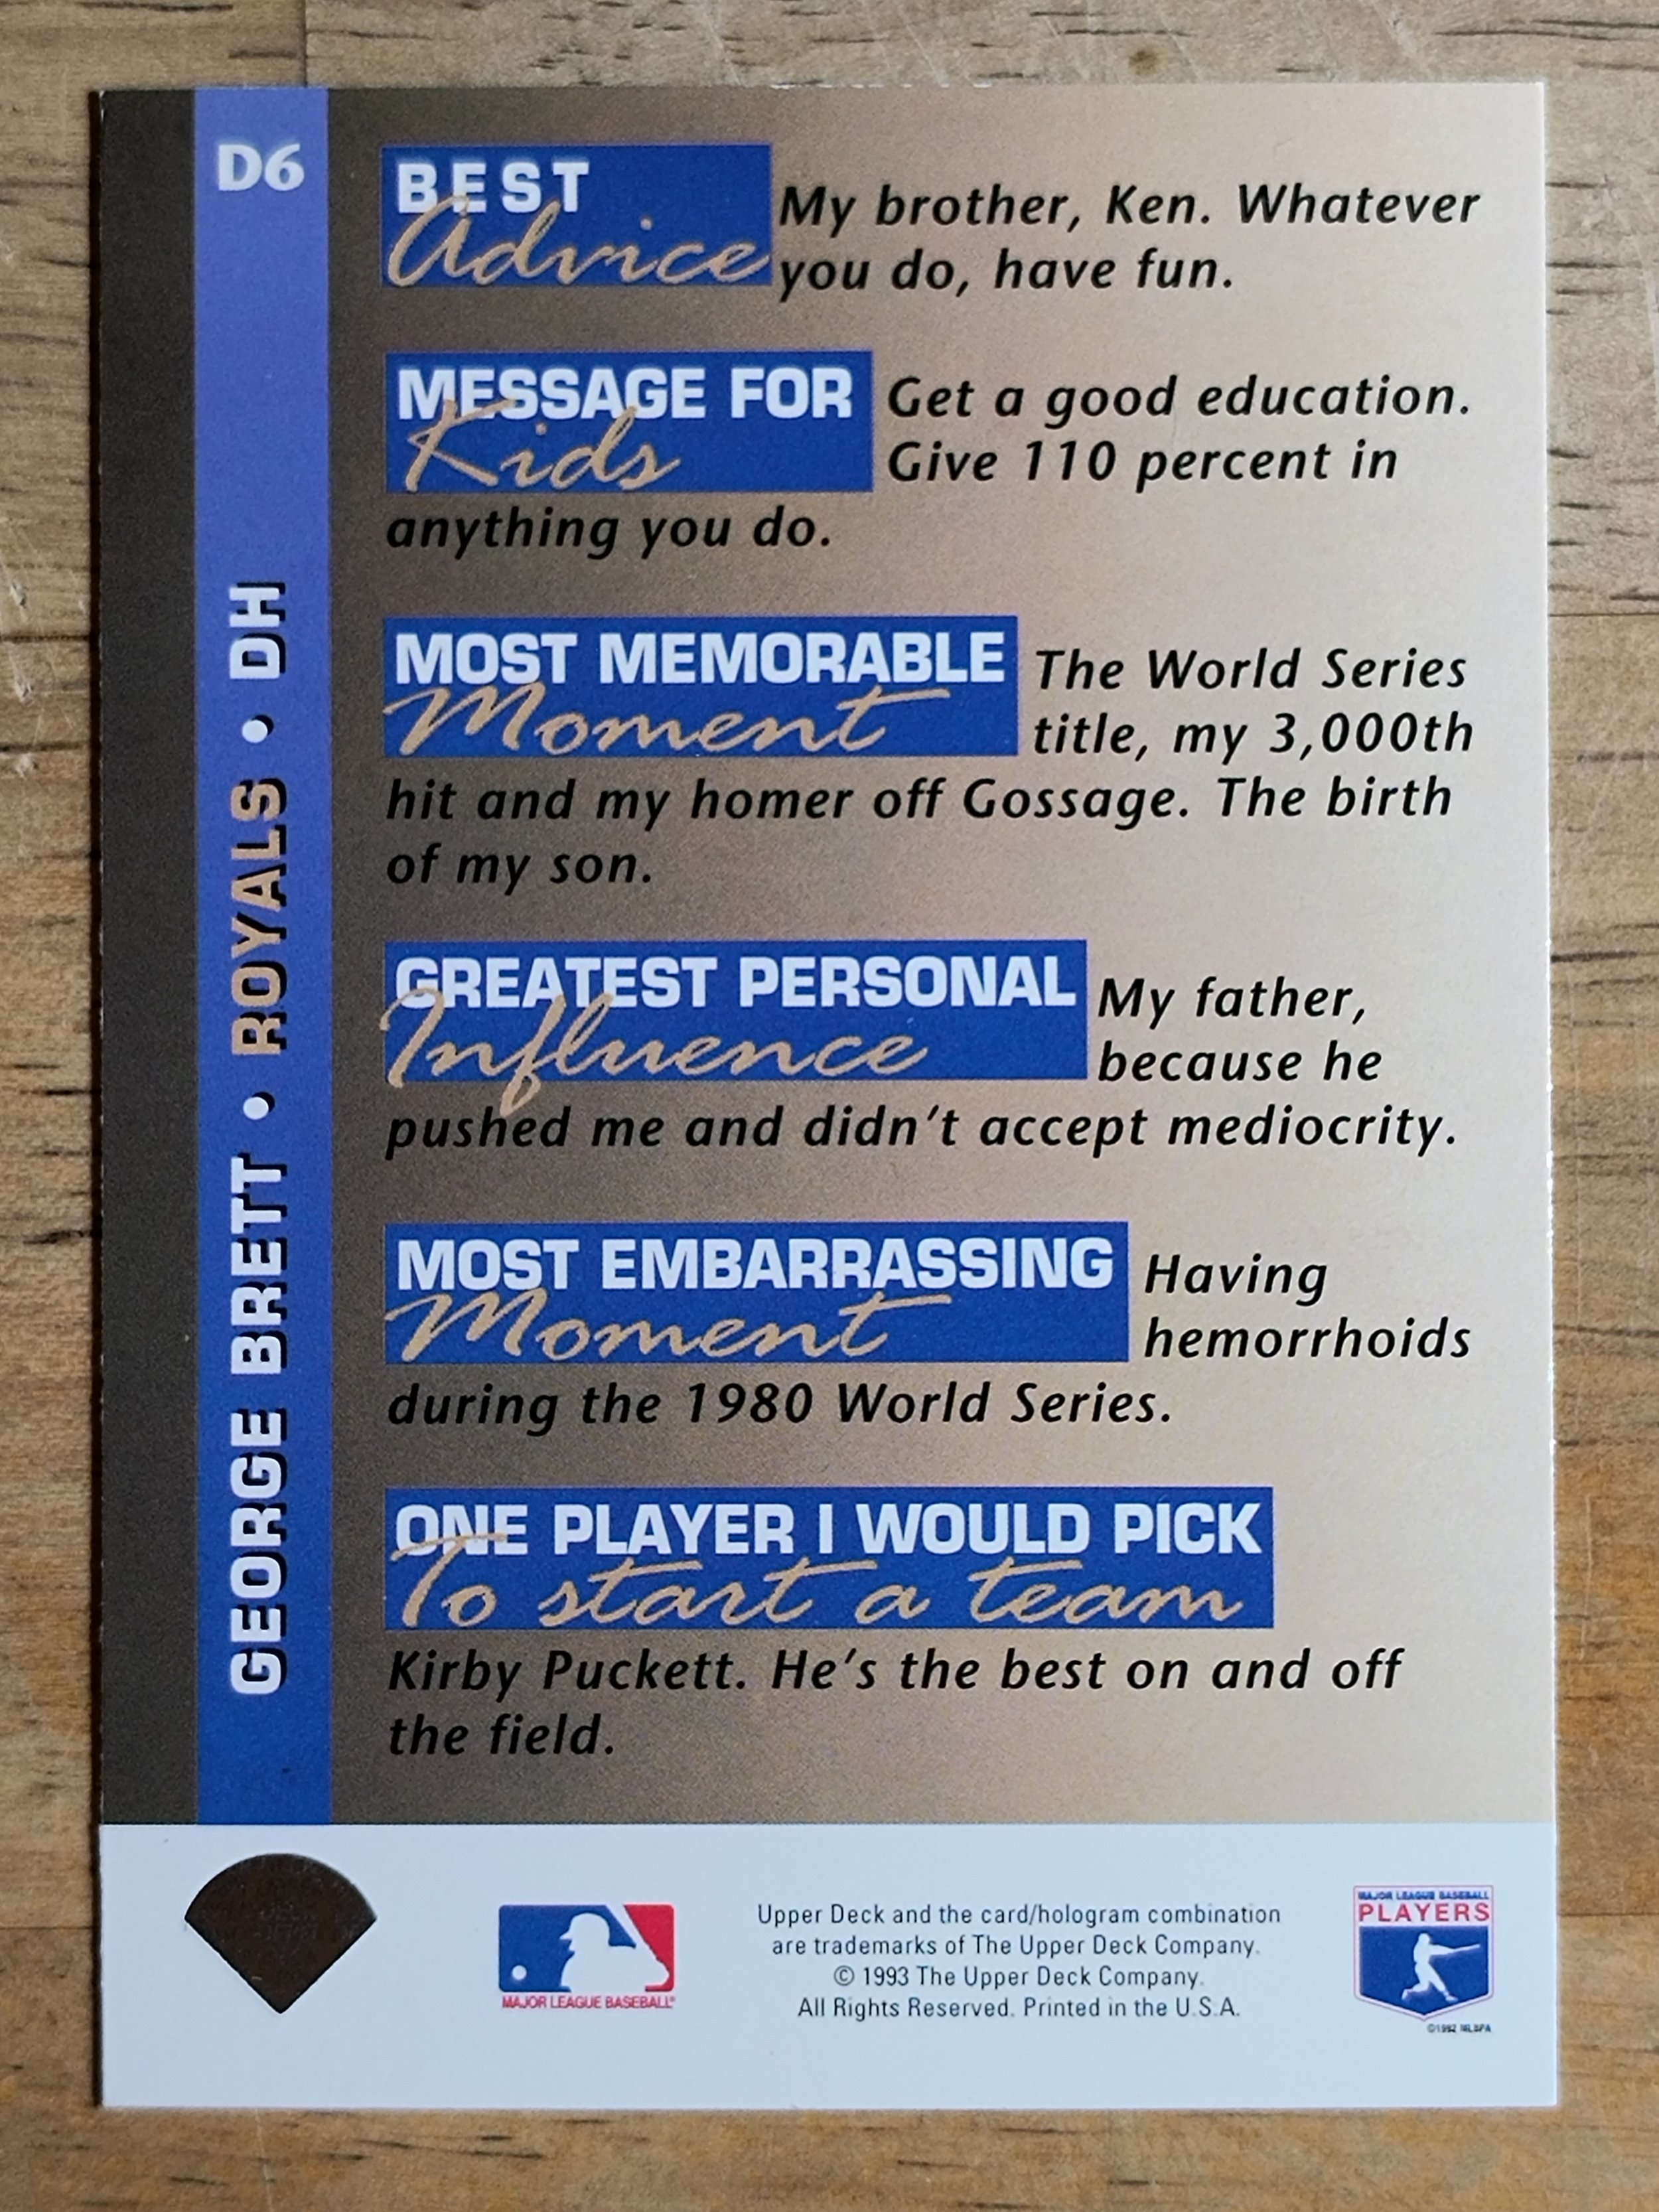 D6
GEORGE BRETT • ROYALS • DH
BEST
Advice
My brother, Ken. Whatever
you do, have fun.
MESSAGE FOR
Kids
Get a good education.
Give 110 percent in
anything you do.
MOST MEMORABLE
Moment
The World Series
title, my 3,000th
hit and my homer off Gossage. The birth
of my son.
GREATEST PERSONAL
Influence
My father,
because he
pushed me and didn't accept mediocrity.
MOST EMBARRASSING
Moment
Having
hemorrhoids
during the 1980 World Series.
ONE PLAYER I WOULD PICK
To start a team
Kirby Puckett. He's the best on and off
the field.
MAJOR LEAGUE BASEBALL®
Upper Deck and the card/hologram combination
are trademarks of The Upper Deck Company.
© 1993 The Upper Deck Company.
All Rights Reserved. Printed in the U.S.A.
MAJOR LEAGUE BASEBALL
PLAYERS
©1992 MLBPA